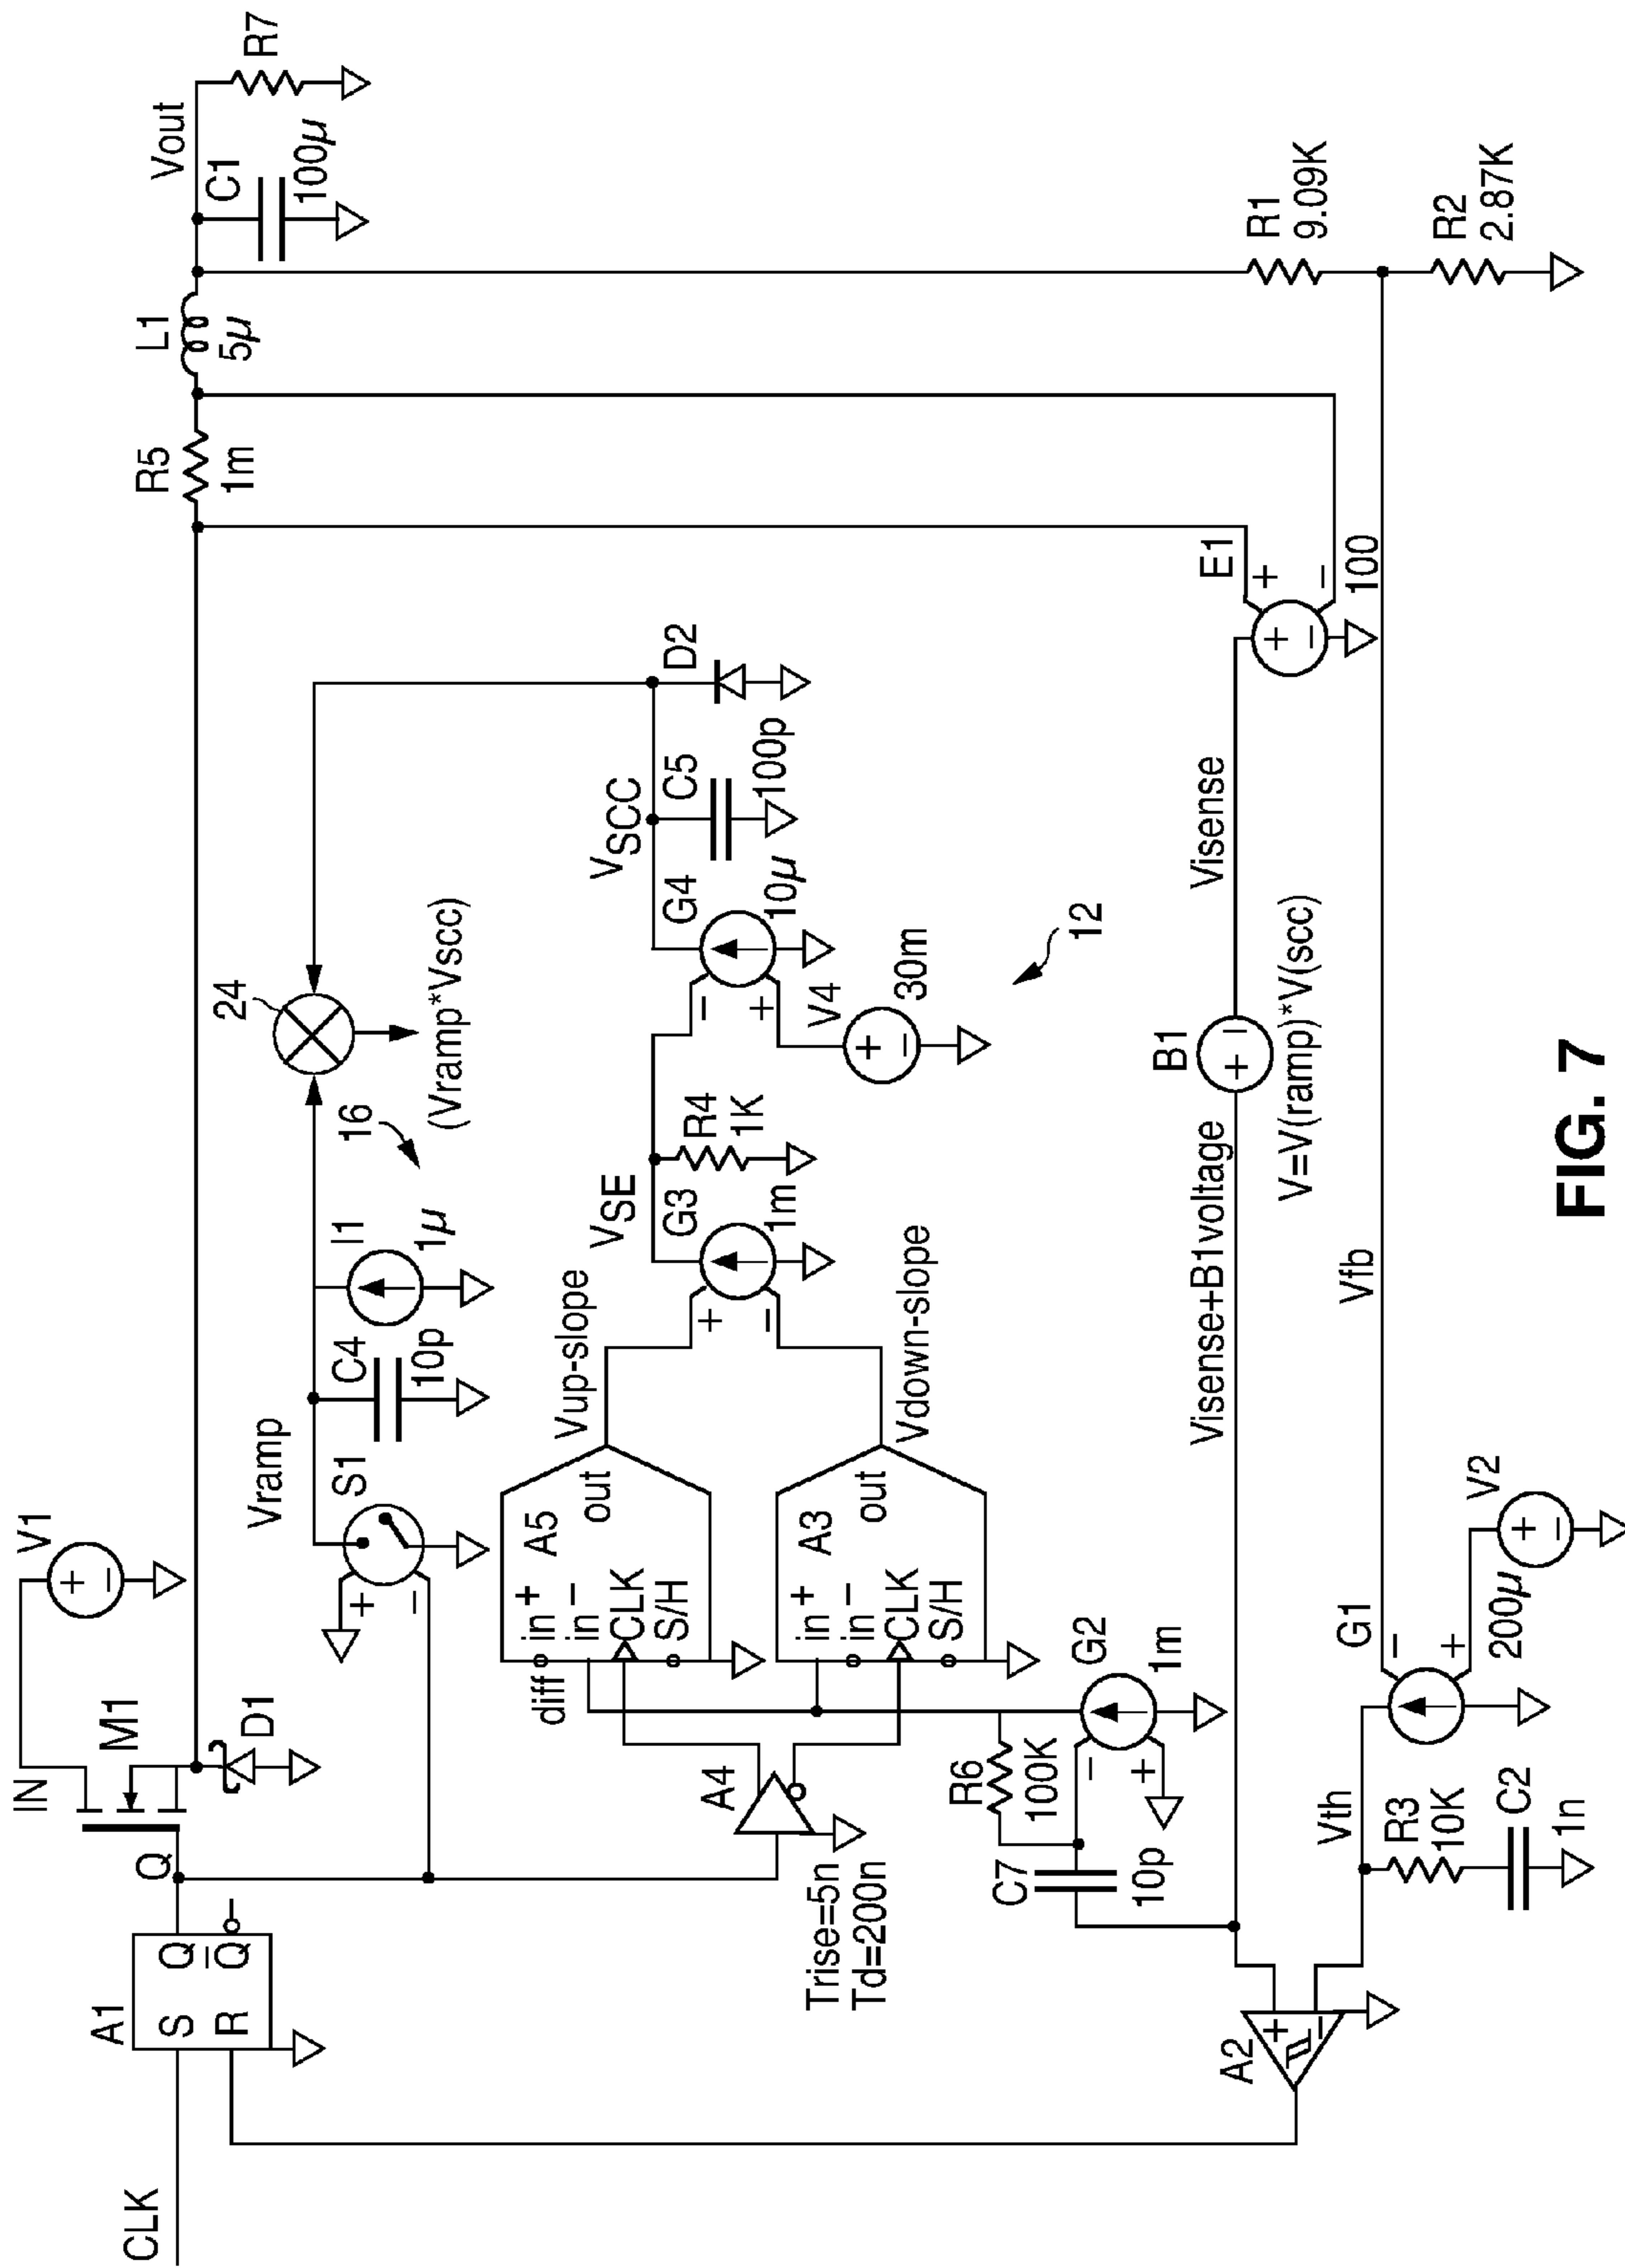 CLK
A1
S
Q
R
Q̅
Q
IN
M1
V1
+
−
D1
Vramp
S1
+
−
C4
10p
I1
1µ
16
24
(Vramp*Vscc)
R5
1m
L1
5µ
Vout
C1
100µ
R7
A4
Trise=5n
Td=200n
diff
in+
in−
CLK
S/H
A5
out
Vup-slope
in+
in−
CLK
S/H
A3
out
Vdown-slope
+
−
G3
1m
VSE
R4
1K
−
+
G4
10µ
V4
+
−
30m
VSCC
C5
100p
D2
12
C7
10p
R6
100K
−
+
G2
1m
A2
+
−
Visense+B1voltage
B1
+
−
V=V(ramp)*V(scc)
Visense
E1
+
−
+
−
100
R1
9.09K
R2
2.87K
Vth
R3
10K
C2
1n
G1
−
+
200µ
V2
+
−
Vfb
FIG. 7